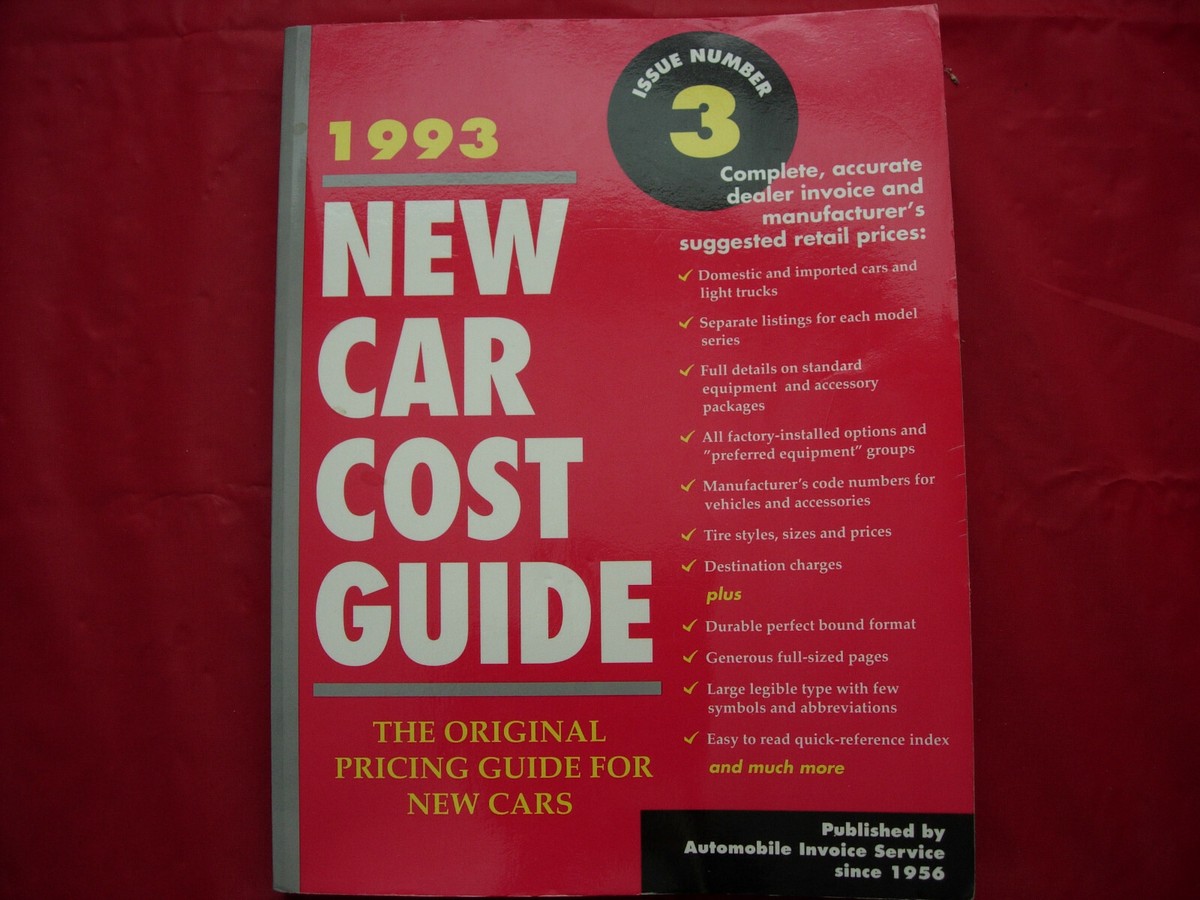 ISSUE NUMBER
3
1993
NEW
CAR
COST
GUIDE
THE ORIGINAL
PRICING GUIDE FOR
NEW CARS
Complete, accurate
dealer invoice and
manufacturer's
suggested retail prices:
Domestic and imported cars and
light trucks
Separate listings for each model
series
Full details on standard
equipment and accessory
packages
All factory-installed options and
"preferred equipment" groups
Manufacturer's code numbers for
vehicles and accessories
Tire styles, sizes and prices
Destination charges
plus
Durable perfect bound format
Generous full-sized pages
Large legible type with few
symbols and abbreviations
Easy to read quick-reference index
and much more
Published by
Automobile Invoice Service
since 1956